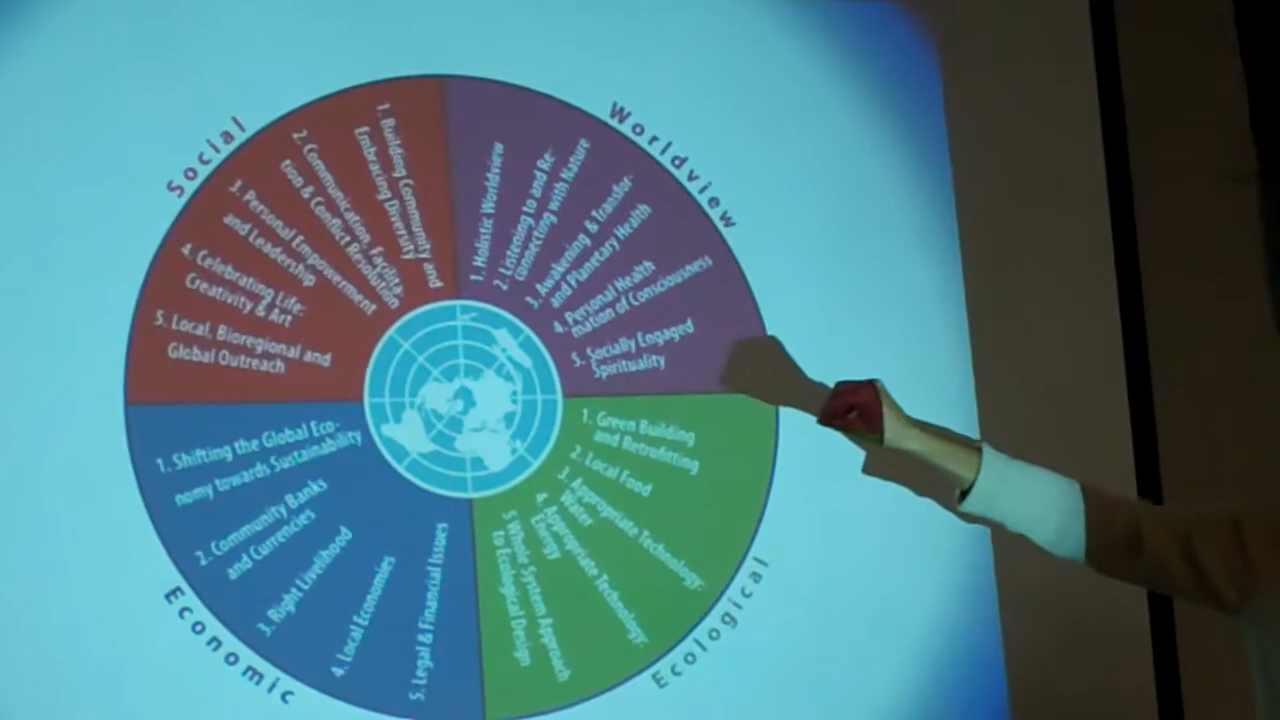 Social
1. Building Community and
Embracing Diversity
2. Communication, Facilita-
tion & Conflict Resolution
3. Personal Empowerment
and Leadership
4. Celebrating Life:
Creativity & Art
5. Local, Bioregional and
Global Outreach
Worldview
1. Holistic Worldview
2. Listening to and Re-
connecting with Nature
3. Awakening & Transfor-
and Planetary Health
4. Personal Health
mation of Consciousness
5. Socially Engaged
Spirituality
Economic
1. Shifting the Global Eco-
nomy towards Sustainability
2. Community Banks
and Currencies
3. Right Livelihood
4. Local Economies
5. Legal & Financial Issues
Ecological
1. Green Building
and Retrofitting
2. Local Food
3. Appropriate Technology:
Water
4. Appropriate Technology:
Energy
5 Whole System Approach
to Ecological Design